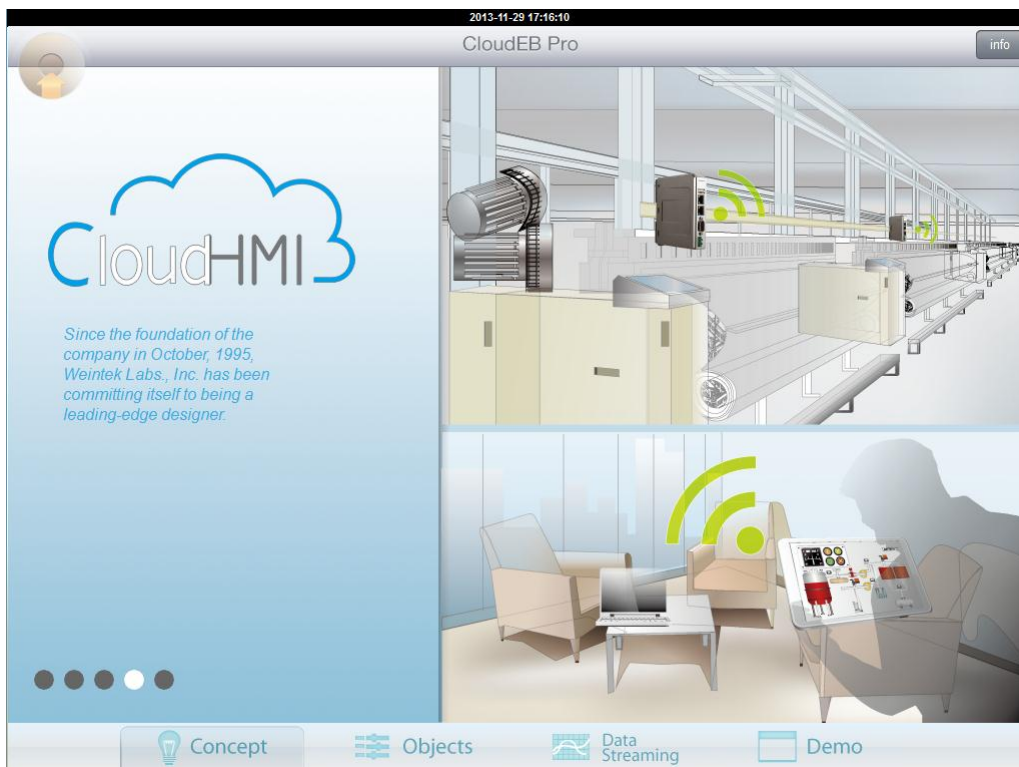 2013-11-29 17:16:10
CloudEB Pro
info
CloudHMI
Since the foundation of the
company in October, 1995,
Weintek Labs., Inc. has been
committing itself to being a
leading-edge designer.
Concept
Objects
Data
Streaming
Demo